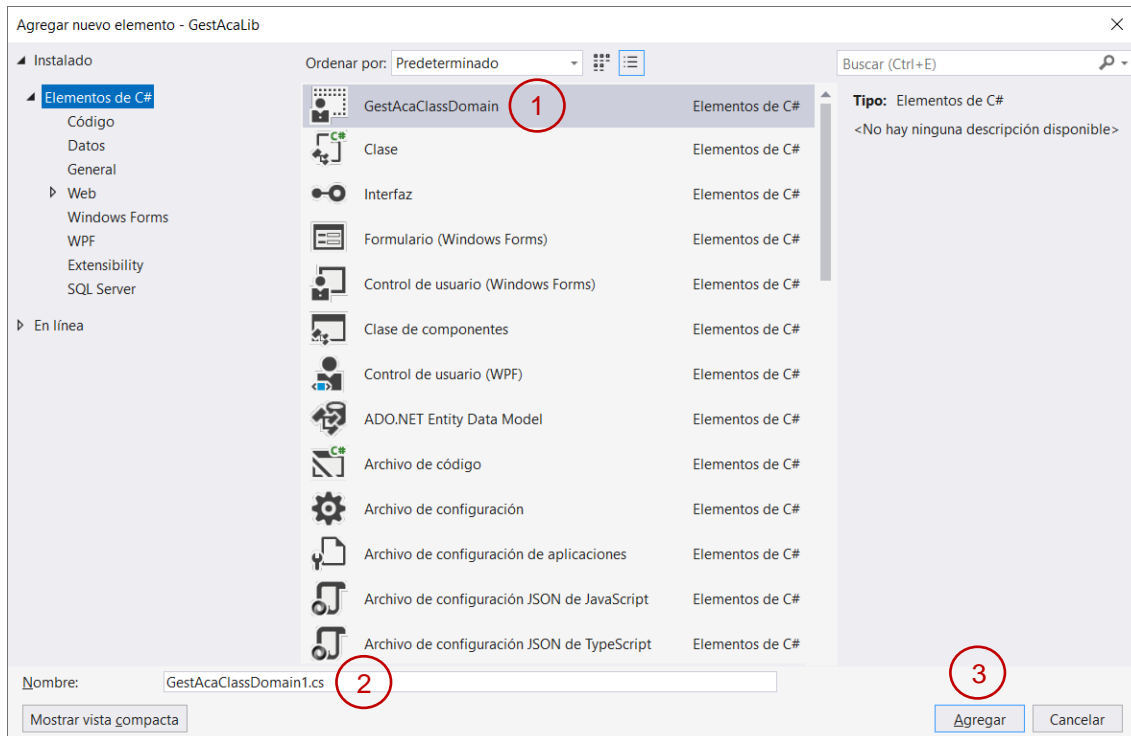 Agregar nuevo elemento - GestAcaLib
Instalado
Elementos de C#
Código
Datos
General
Web
Windows Forms
WPF
Extensibility
SQL Server
En línea
Ordenar por: Predeterminado
GestAcaClassDomain 1 Elementos de C#
Clase Elementos de C#
Interfaz Elementos de C#
Formulario (Windows Forms) Elementos de C#
Control de usuario (Windows Forms) Elementos de C#
Clase de componentes Elementos de C#
Control de usuario (WPF) Elementos de C#
ADO.NET Entity Data Model Elementos de C#
C# Archivo de código Elementos de C#
Archivo de configuración Elementos de C#
Archivo de configuración de aplicaciones Elementos de C#
Archivo de configuración JSON de JavaScript Elementos de C#
Archivo de configuración JSON de TypeScript Elementos de C#
Buscar (Ctrl+E)
Tipo: Elementos de C#
<No hay ninguna descripción disponible>
Nombre: GestAcaClassDomain1.cs 2
3
Mostrar vista compacta
Agregar Cancelar